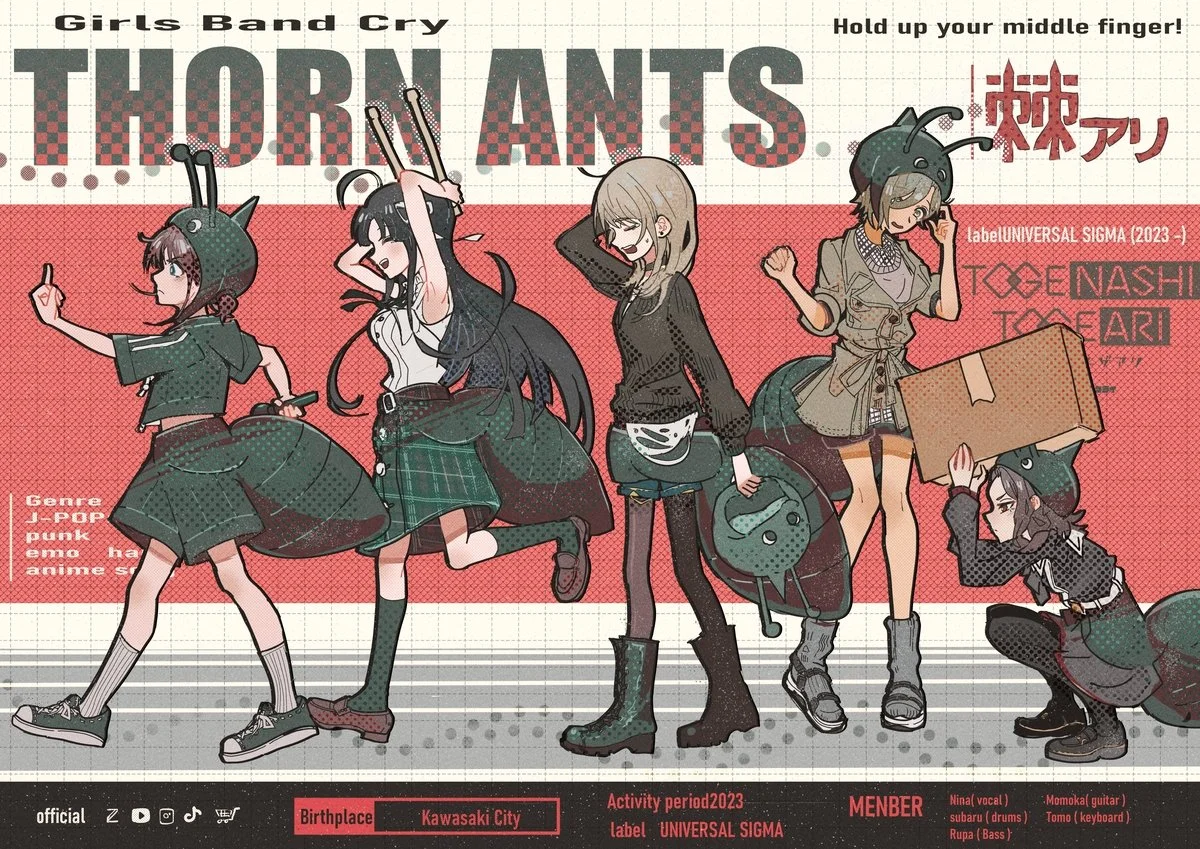 Girls Band Cry
THORN ANTS
Hold up your middle finger!
棘アリ
labelUNIVERSAL SIGMA (2023 -)
TOGENASHI
TOGEARI
Genre
J-POP
punk
emo ha
anime s
official
Birthplace Kawasaki City
Activity period2023
label UNIVERSAL SIGMA
MENBER
Nina( vocal )
subaru ( drums )
Rupa ( Bass )
Momoka( guitar )
Tomo ( keyboard )